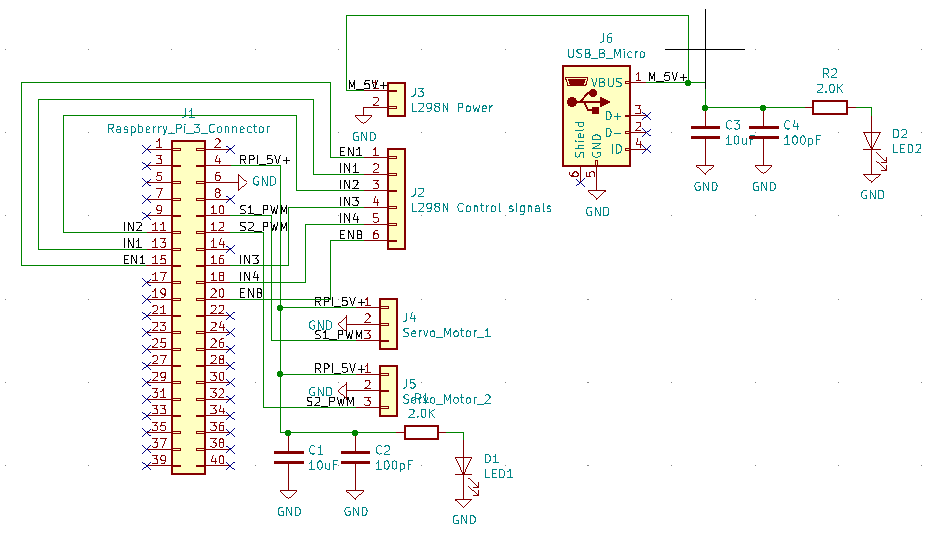 J6
USB_B_Micro
VBUS 1 M_5V+
D+ 3
D- 2
ID 4
Shield
GND
6
5
GND
R2
2.0K
C3
10uF
C4
100pF
D2
LED2
GND
GND
GND
M_5V+
1
2
J3
L298N Power
GND
J1
Raspberry_Pi_3_Connector
1 2
3 4 RPI_5V+
5 6 GND
7 8
9 10 S1_PWM
IN2 11 12 S2_PWM
IN1 13 14
EN1 15 16 IN3
17 18 IN4
19 20 ENB
21 22
23 24
25 26
27 28
29 30
31 32
33 34
35 36
37 38
39 40
EN1 1
IN1 2
IN2 3
IN3 4
IN4 5
ENB 6
J2
L298N Control signals
RPI_5V+ 1
GND 2
S1_PWM 3
J4
Servo_Motor_1
RPI_5V+ 1
GND 2
S2_PWM 3
J5
Servo_Motor_2
R1
2.0K
C1
10uF
C2
100pF
D1
LED1
GND
GND
GND